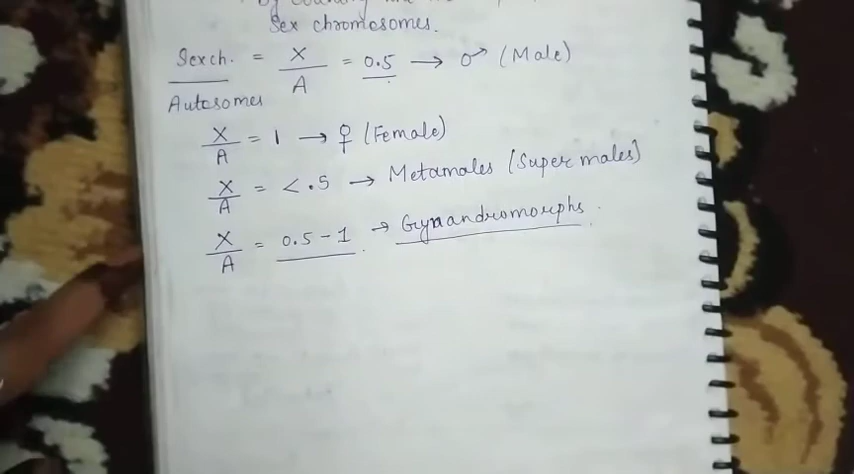 Sex chromosomes.
Sex ch. / Autosomes = X / A = 0.5 → ♂ (Male)
X / A = 1 → ♀ (Female)
X / A = < .5 → Metamales (Super males)
X / A = 0.5 - 1 → Gynandromorphs.